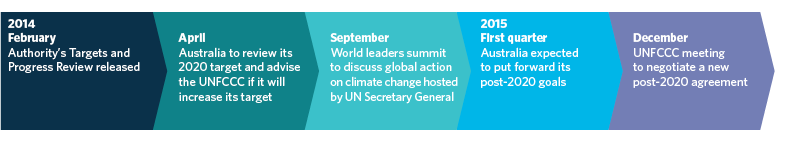 2014
February
Authority's Targets and
Progress Review released
April
Australia to review its
2020 target and advise
the UNFCCC if it will
increase its target
September
World leaders summit
to discuss global action
on climate change hosted
by UN Secretary General
2015
First quarter
Australia expected
to put forward its
post-2020 goals
December
UNFCCC meeting
to negotiate a new
post-2020 agreement